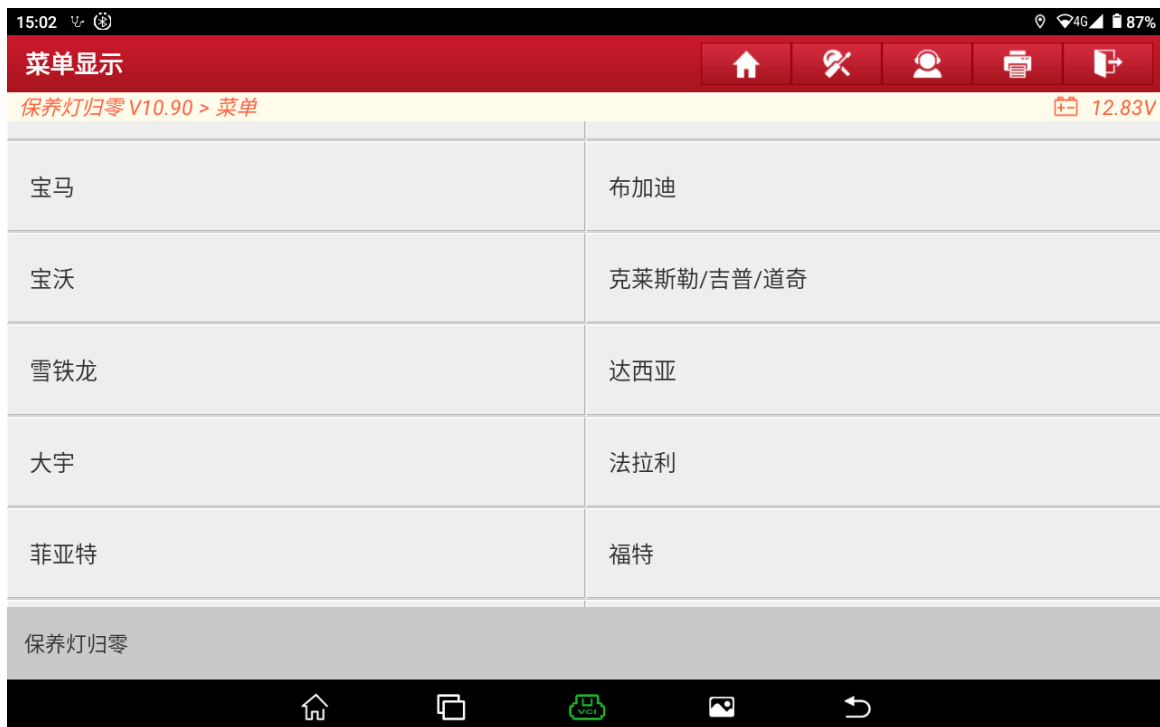 15:02 4G 87%
菜单显示
保养灯归零 V10.90 > 菜单 12.83V
宝马 布加迪
宝沃 克莱斯勒/吉普/道奇
雪铁龙 达西亚
大宇 法拉利
菲亚特 福特
保养灯归零
VCI